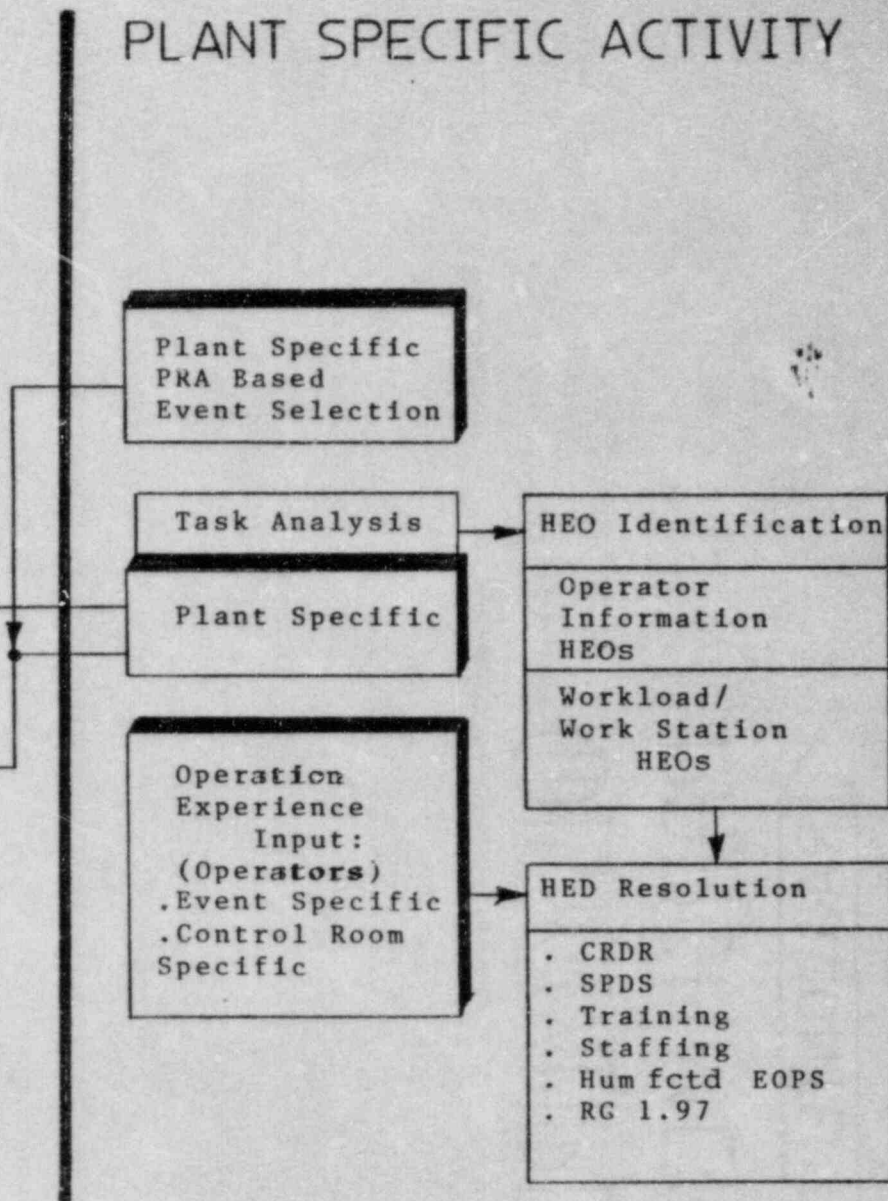 PLANT SPECIFIC ACTIVITY
Plant Specific
PRA Based
Event Selection
Task Analysis
Plant Specific
Operation
Experience
Input:
(Operators)
.Event Specific
.Control Room
Specific
HEO Identification
Operator
Information
HEOs
Workload/
Work Station
HEOs
HED Resolution
. CRDR
. SPDS
. Training
. Staffing
. Hum fctd EOPS
. RG 1.97